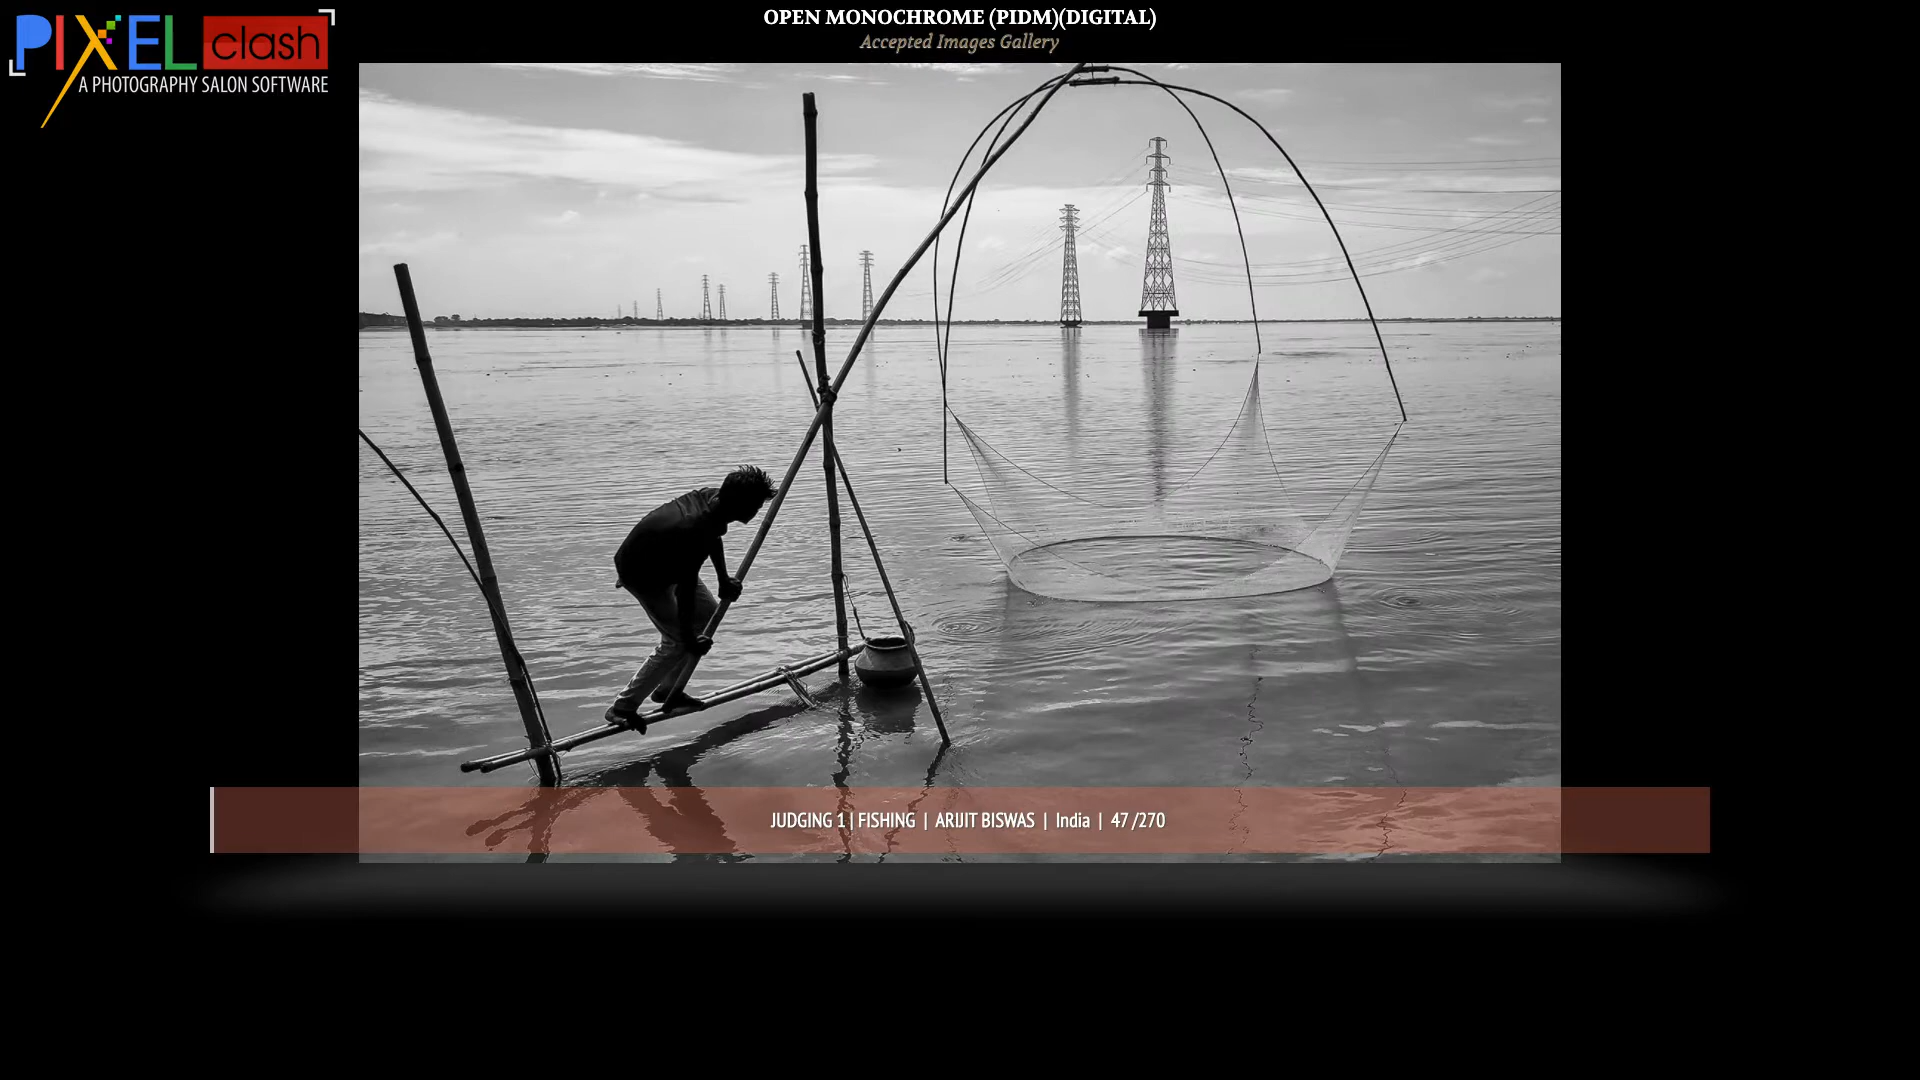 PIXEL clash
A PHOTOGRAPHY SALON SOFTWARE
OPEN MONOCHROME (PIDM)(DIGITAL)
Accepted Images Gallery
JUDGING 1 | FISHING | ARIJIT BISWAS | India | 47 /270